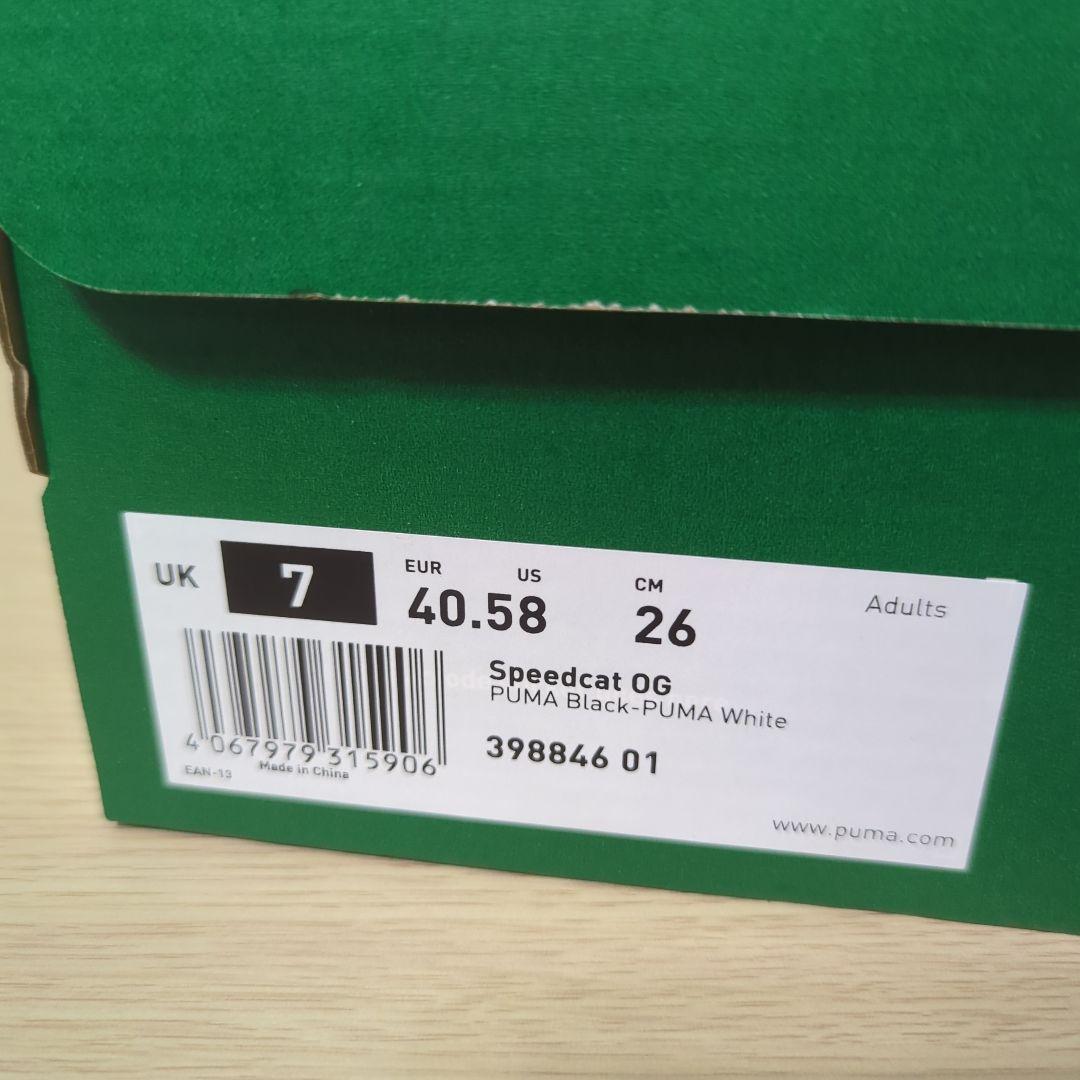 UK 7
EUR US CM
40.5 8 26
Adults
Speedcat OG
PUMA Black-PUMA White
398846 01
4 067979 315906
EAN-13 Made in China
www.puma.com